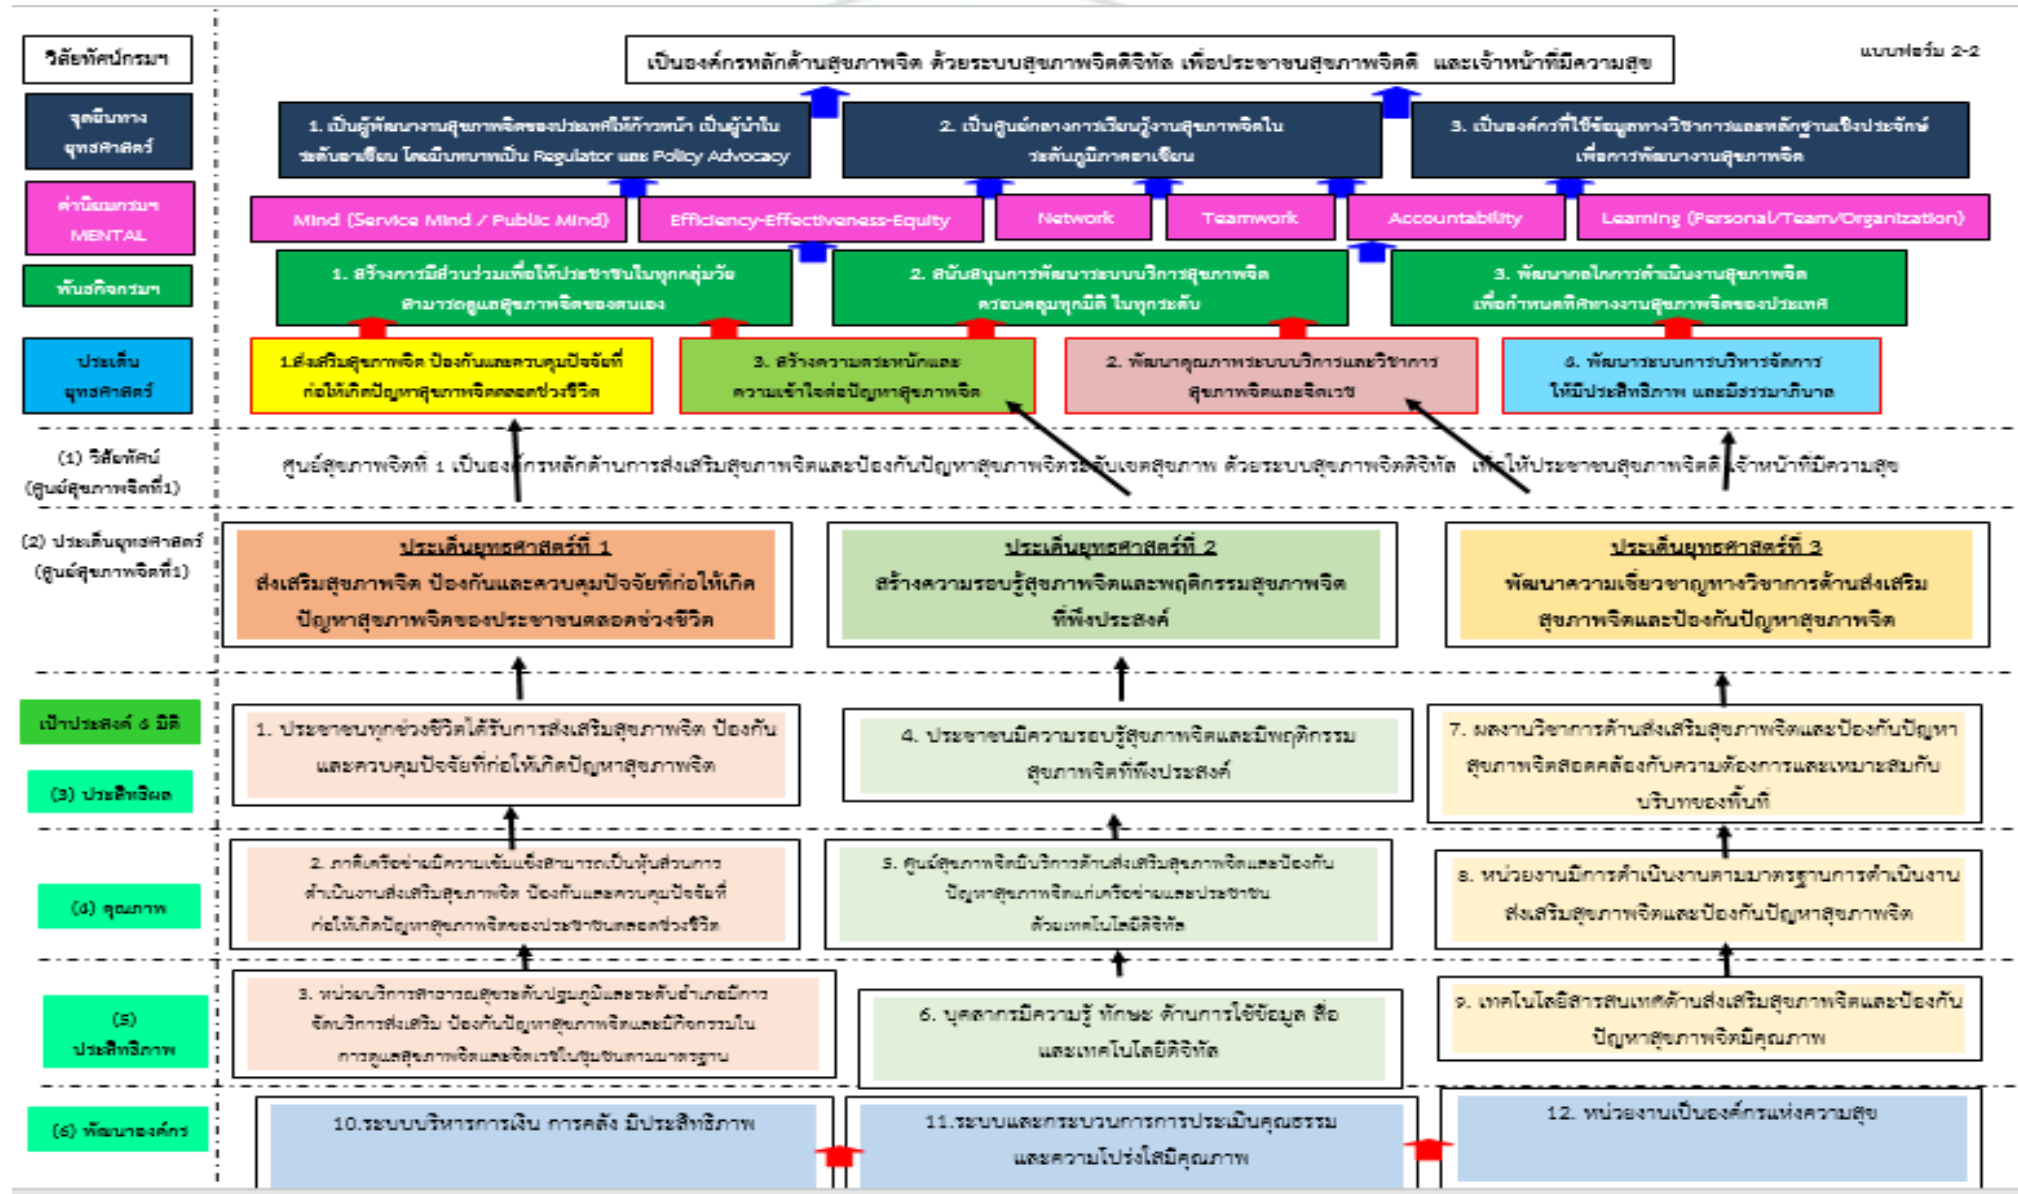 แบบฟอร์ม 2-2
วิสัยทัศน์กรมฯ
เป็นองค์กรหลักด้านสุขภาพจิต ด้วยระบบสุขภาพจิตดิจิทัล เพื่อประชาชนสุขภาพจิตดี และเจ้าหน้าที่มีความสุข
จุดยืนทาง
ยุทธศาสตร์
1. เป็นผู้พัฒนางานสุขภาพจิตของประเทศให้ก้าวหน้า เป็นผู้นำใน
ระดับอาเซียน โดยมีบทบาทเป็น Regulator และ Policy Advocacy
2. เป็นศูนย์กลางการเรียนรู้งานสุขภาพจิตใน
ระดับภูมิภาคอาเซียน
3. เป็นองค์กรที่ใช้ข้อมูลทางวิชาการและหลักฐานเชิงประจักษ์
เพื่อการพัฒนางานสุขภาพจิต
ค่านิยมกรมฯ
MENTAL
Mind (Service Mind / Public Mind)
Efficiency-Effectiveness-Equity
Network
Teamwork
Accountability
Learning (Personal/Team/Organization)
พันธกิจกรมฯ
1. สร้างการมีส่วนร่วมเพื่อให้ประชาชนในทุกกลุ่มวัย
สามารถดูแลสุขภาพจิตของตนเอง
2. สนับสนุนการพัฒนาระบบบริการสุขภาพจิต
ครอบคลุมทุกมิติ ในทุกระดับ
3. พัฒนากลไกการดำเนินงานสุขภาพจิต
เพื่อกำหนดทิศทางงานสุขภาพจิตของประเทศ
ประเด็น
ยุทธศาสตร์
1.ส่งเสริมสุขภาพจิต ป้องกันและควบคุมปัจจัยที่
ก่อให้เกิดปัญหาสุขภาพจิตตลอดช่วงชีวิต
3. สร้างความตระหนักและ
ความเข้าใจต่อปัญหาสุขภาพจิต
2. พัฒนาคุณภาพระบบบริการและวิชาการ
สุขภาพจิตและจิตเวช
4. พัฒนาระบบการบริหารจัดการ
ให้มีประสิทธิภาพ และมีธรรมาภิบาล
(1) วิสัยทัศน์
(ศูนย์สุขภาพจิตที่1)
ศูนย์สุขภาพจิตที่ 1 เป็นองค์กรหลักด้านการส่งเสริมสุขภาพจิตและป้องกันปัญหาสุขภาพจิตระดับเขตสุขภาพ ด้วยระบบสุขภาพจิตดิจิทัล เพื่อให้ประชาชนสุขภาพจิตดี เจ้าหน้าที่มีความสุข
(2) ประเด็นยุทธศาสตร์
(ศูนย์สุขภาพจิตที่1)
ประเด็นยุทธศาสตร์ที่ 1
ส่งเสริมสุขภาพจิต ป้องกันและควบคุมปัจจัยที่ก่อให้เกิด
ปัญหาสุขภาพจิตของประชาชนตลอดช่วงชีวิต
ประเด็นยุทธศาสตร์ที่ 2
สร้างความรอบรู้สุขภาพจิตและพฤติกรรมสุขภาพจิต
ที่พึงประสงค์
ประเด็นยุทธศาสตร์ที่ 3
พัฒนาความเชี่ยวชาญทางวิชาการด้านส่งเสริม
สุขภาพจิตและป้องกันปัญหาสุขภาพจิต
เป้าประสงค์ 4 มิติ
(3) ประสิทธิผล
1. ประชาชนทุกช่วงชีวิตได้รับการส่งเสริมสุขภาพจิต ป้องกัน
และควบคุมปัจจัยที่ก่อให้เกิดปัญหาสุขภาพจิต
4. ประชาชนมีความรอบรู้สุขภาพจิตและมีพฤติกรรม
สุขภาพจิตที่พึงประสงค์
7. ผลงานวิชาการด้านส่งเสริมสุขภาพจิตและป้องกันปัญหา
สุขภาพจิตสอดคล้องกับความต้องการและเหมาะสมกับ
บริบทของพื้นที่
(4) คุณภาพ
2. ภาคีเครือข่ายมีความเข้มแข็งสามารถเป็นหุ้นส่วนการ
ดำเนินงานส่งเสริมสุขภาพจิต ป้องกันและควบคุมปัจจัยที่
ก่อให้เกิดปัญหาสุขภาพจิตของประชาชนตลอดช่วงชีวิต
5. ศูนย์สุขภาพจิตมีบริการด้านส่งเสริมสุขภาพจิตและป้องกัน
ปัญหาสุขภาพจิตแก่เครือข่ายและประชาชน
ด้วยเทคโนโลยีดิจิทัล
8. หน่วยงานมีการดำเนินงานตามมาตรฐานการดำเนินงาน
ส่งเสริมสุขภาพจิตและป้องกันปัญหาสุขภาพจิต
(5)
ประสิทธิภาพ
3. หน่วยบริการสาธารณสุขระดับปฐมภูมิและระดับอำเภอมีการ
จัดบริการส่งเสริม ป้องกันปัญหาสุขภาพจิตและมีกิจกรรมใน
การดูแลสุขภาพจิตและจิตเวชในชุมชนตามมาตรฐาน
6. บุคลากรมีความรู้ ทักษะ ด้านการใช้ข้อมูล สื่อ
และเทคโนโลยีดิจิทัล
9. เทคโนโลยีสารสนเทศด้านส่งเสริมสุขภาพจิตและป้องกัน
ปัญหาสุขภาพจิตมีคุณภาพ
(6) พัฒนาองค์กร
10.ระบบบริหารการเงิน การคลัง มีประสิทธิภาพ
11.ระบบและกระบวนการการประเมินคุณธรรม
และความโปร่งใสมีคุณภาพ
12. หน่วยงานเป็นองค์กรแห่งความสุข